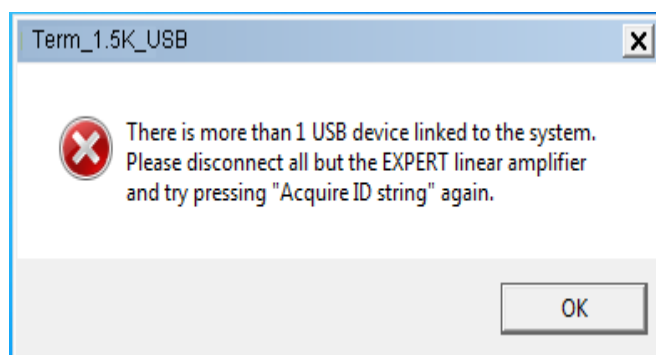 Term_1.5K_USB
There is more than 1 USB device linked to the system.
Please disconnect all but the EXPERT linear amplifier
and try pressing "Acquire ID string" again.
OK